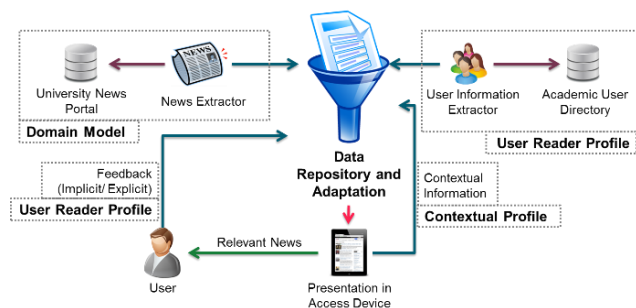 NEWS
University News
Portal
News Extractor
Domain Model
User Information
Extractor
Academic User
Directory
User Reader Profile
Data
Repository and
Adaptation
Feedback
(Implicit/ Explicit)
User Reader Profile
Contextual
Information
Contextual Profile
User
Relevant News
Presentation in
Access Device